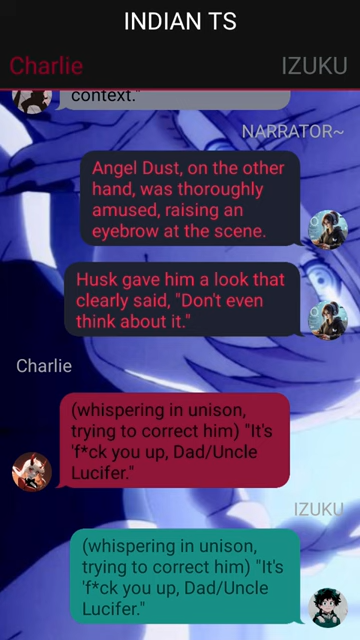 INDIAN TS
Charlie
IZUKU
context."
NARRATOR~
Angel Dust, on the other
hand, was thoroughly
amused, raising an
eyebrow at the scene.
Husk gave him a look that
clearly said, "Don't even
think about it."
Charlie
(whispering in unison,
trying to correct him) "It's
'f*ck you up, Dad/Uncle
Lucifer."
IZUKU
(whispering in unison,
trying to correct him) "It's
'f*ck you up, Dad/Uncle
Lucifer."